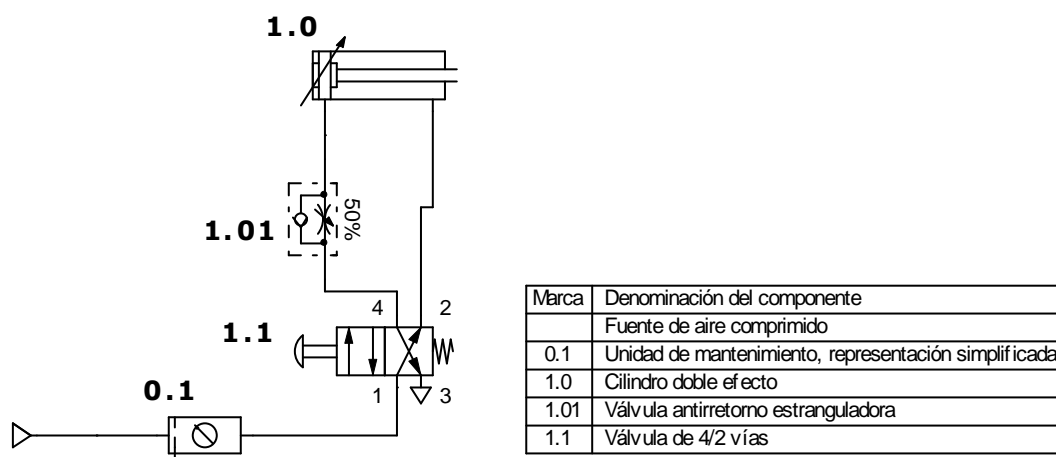 1.0
50%
1.01
4 2
1.1
1 3
0.1
Marca Denominación del componente
Fuente de aire comprimido
0.1 Unidad de mantenimiento, representación simplificada
1.0 Cilindro doble efecto
1.01 Válvula antirretorno estranguladora
1.1 Válvula de 4/2 vías